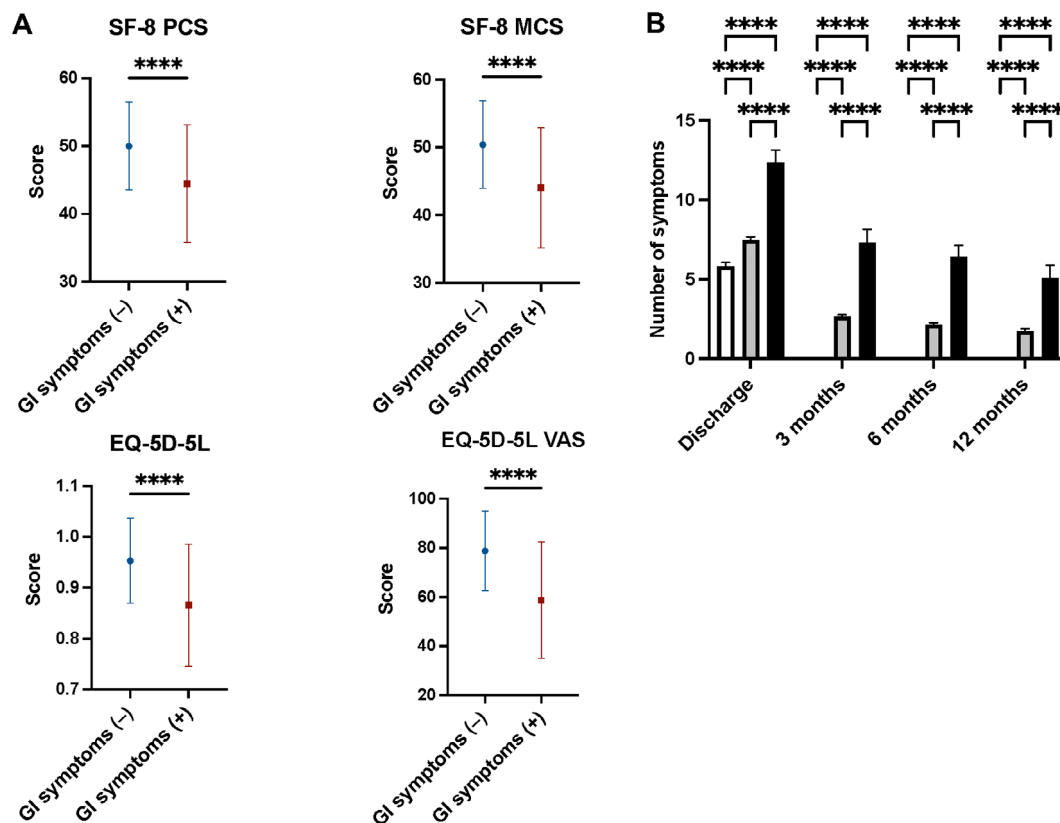 A
SF-8 PCS
****
60
50
40
30
Score
GI symptoms (–)
GI symptoms (+)
SF-8 MCS
****
60
50
40
30
Score
GI symptoms (–)
GI symptoms (+)
EQ-5D-5L
****
1.1
1.0
0.9
0.8
0.7
Score
GI symptoms (–)
GI symptoms (+)
EQ-5D-5L VAS
****
100
80
60
40
20
Score
GI symptoms (–)
GI symptoms (+)
B
**** **** **** ****
**** **** **** ****
**** **** **** ****
15
10
5
0
Number of symptoms
Discharge
3 months
6 months
12 months